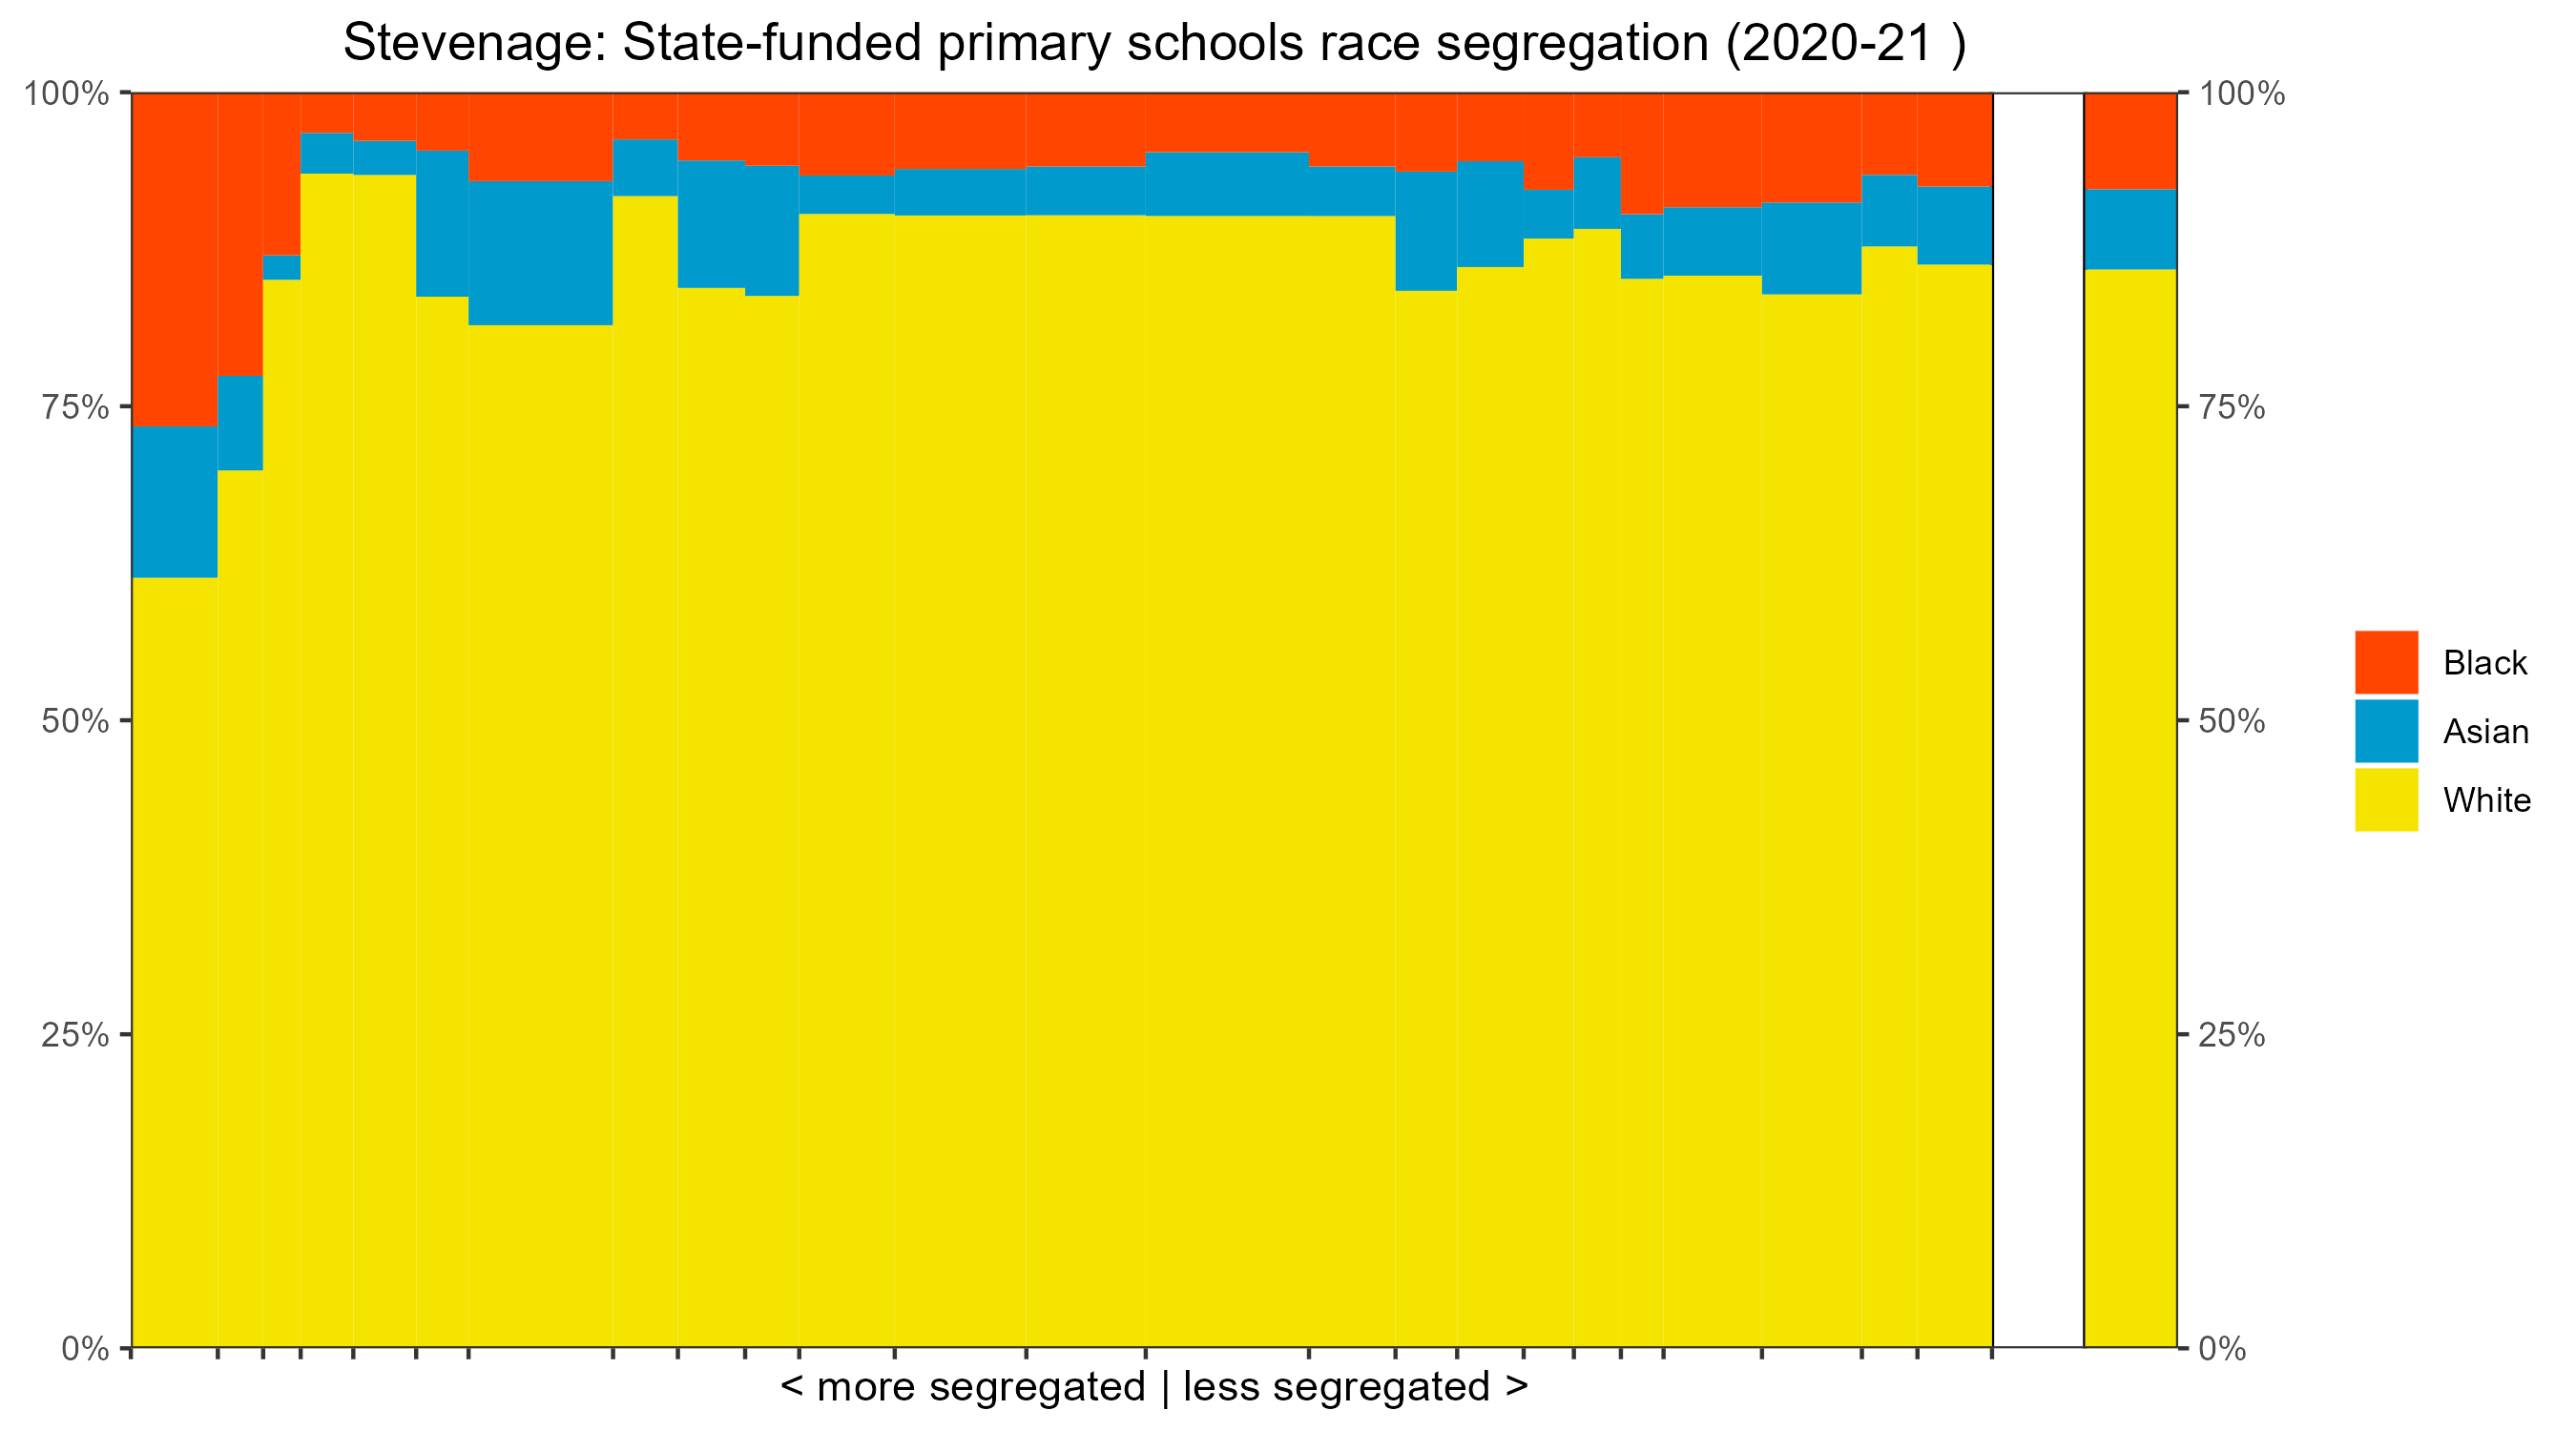 Stevenage: State-funded primary schools race segregation (2020-21 )
100%
75%
50%
25%
0%
100%
75%
50%
25%
0%
Black
Asian
White
< more segregated | less segregated >